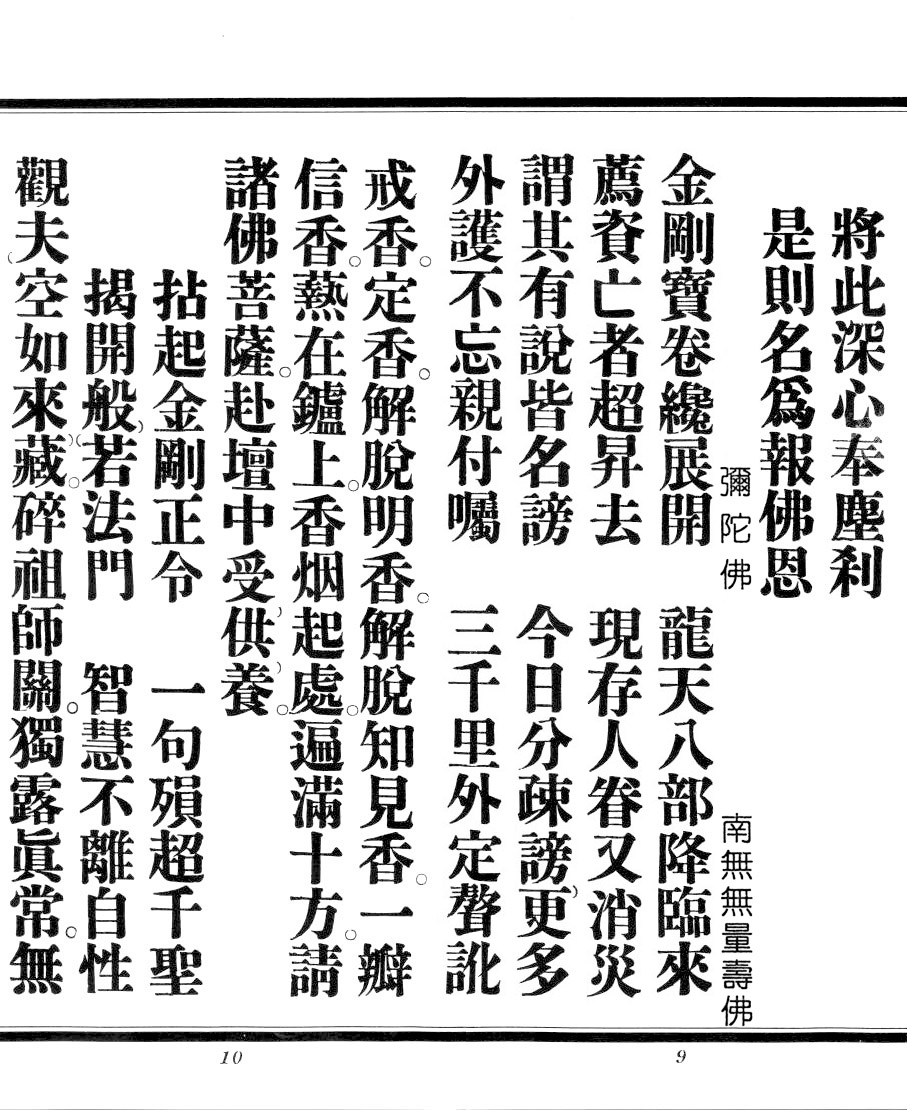 將此深心奉塵刹
是則名爲報佛恩
彌陀佛　南無無量壽佛
金剛寶卷纔展開　龍天八部降臨來
薦資亡者超昇去　現存人眷又消災
謂其有說皆名謗　今日分疎謗更多
外護不忘親付囑　三千里外定聱訛
9
戒香。定香。解脫明香。解脫知見香。一瓣
信香。爇在鑪上。香烟起處。遍滿十方。請
諸佛菩薩。赴壇中受供養。
拈起金剛正令　一句殞超千聖
揭開般若法門　智慧不離自性
觀夫空如來藏。碎祖師關。獨露眞常。無
10